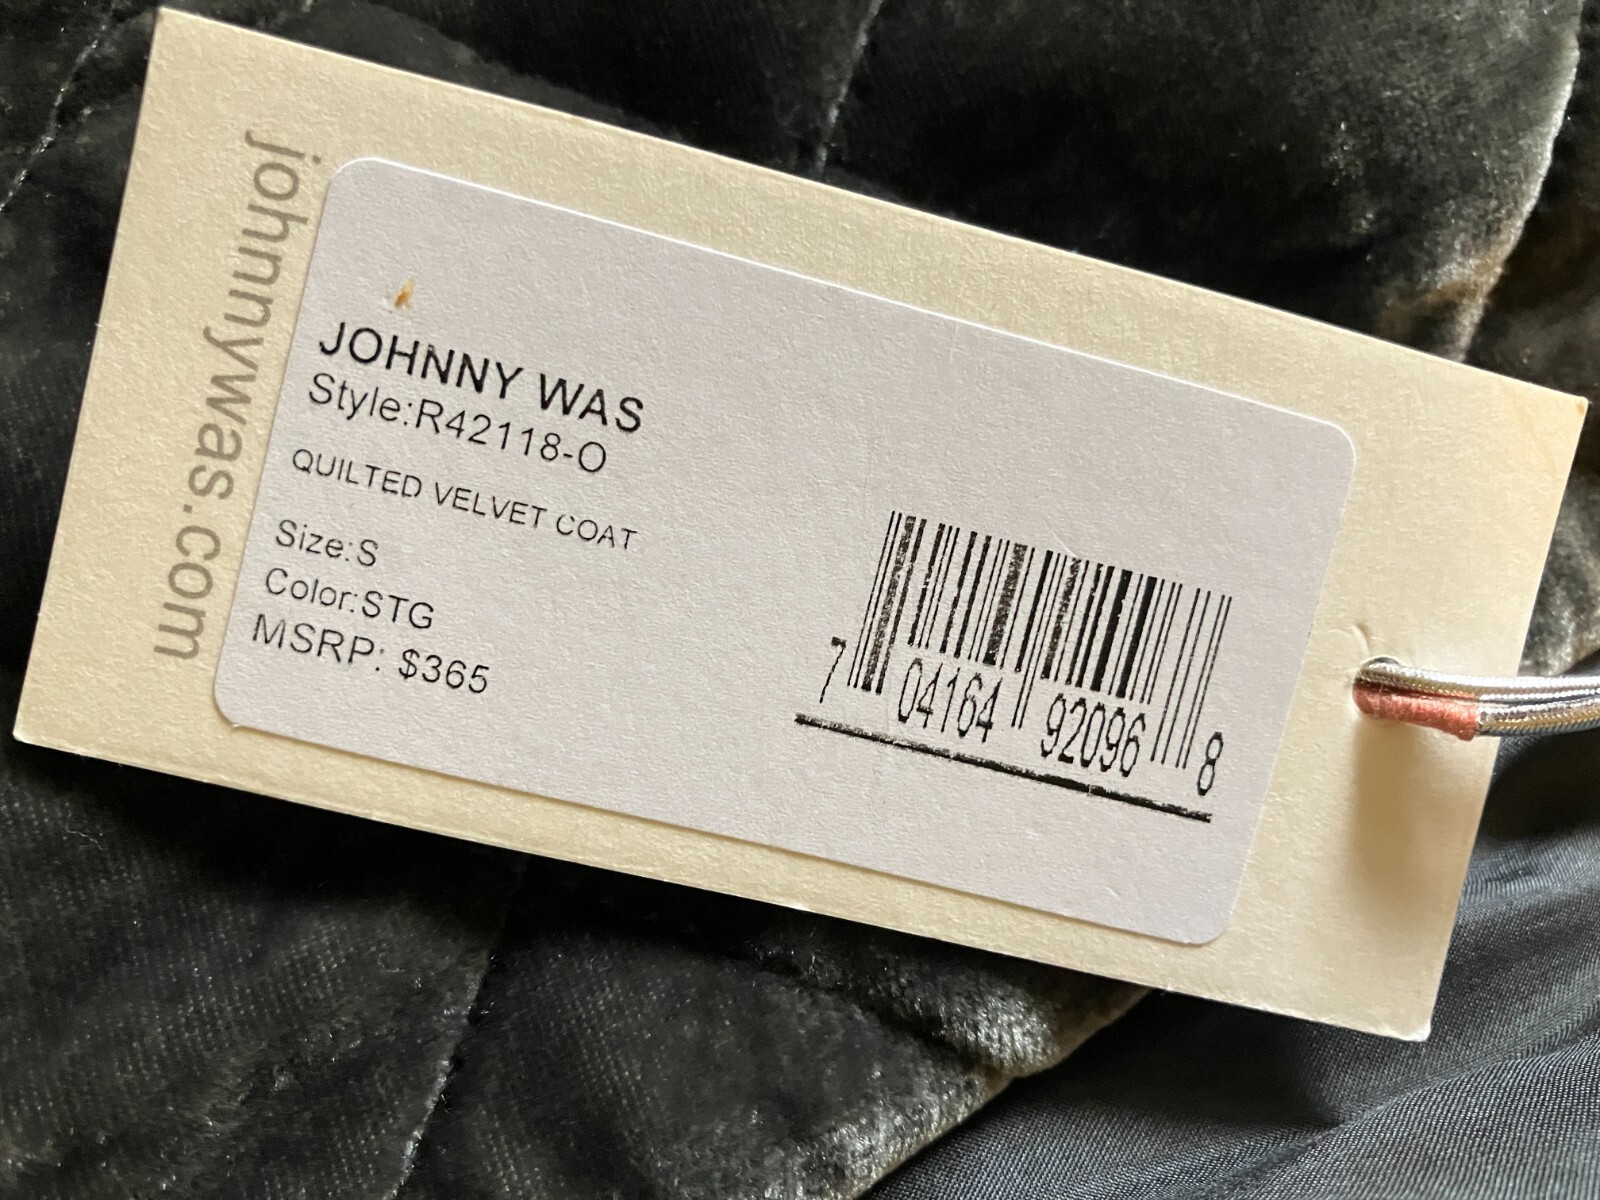 johnnywas.com
JOHNNY WAS
Style:R42118-O
QUILTED VELVET COAT
Size:S
Color:STG
MSRP: $365
7 04164 92096 8